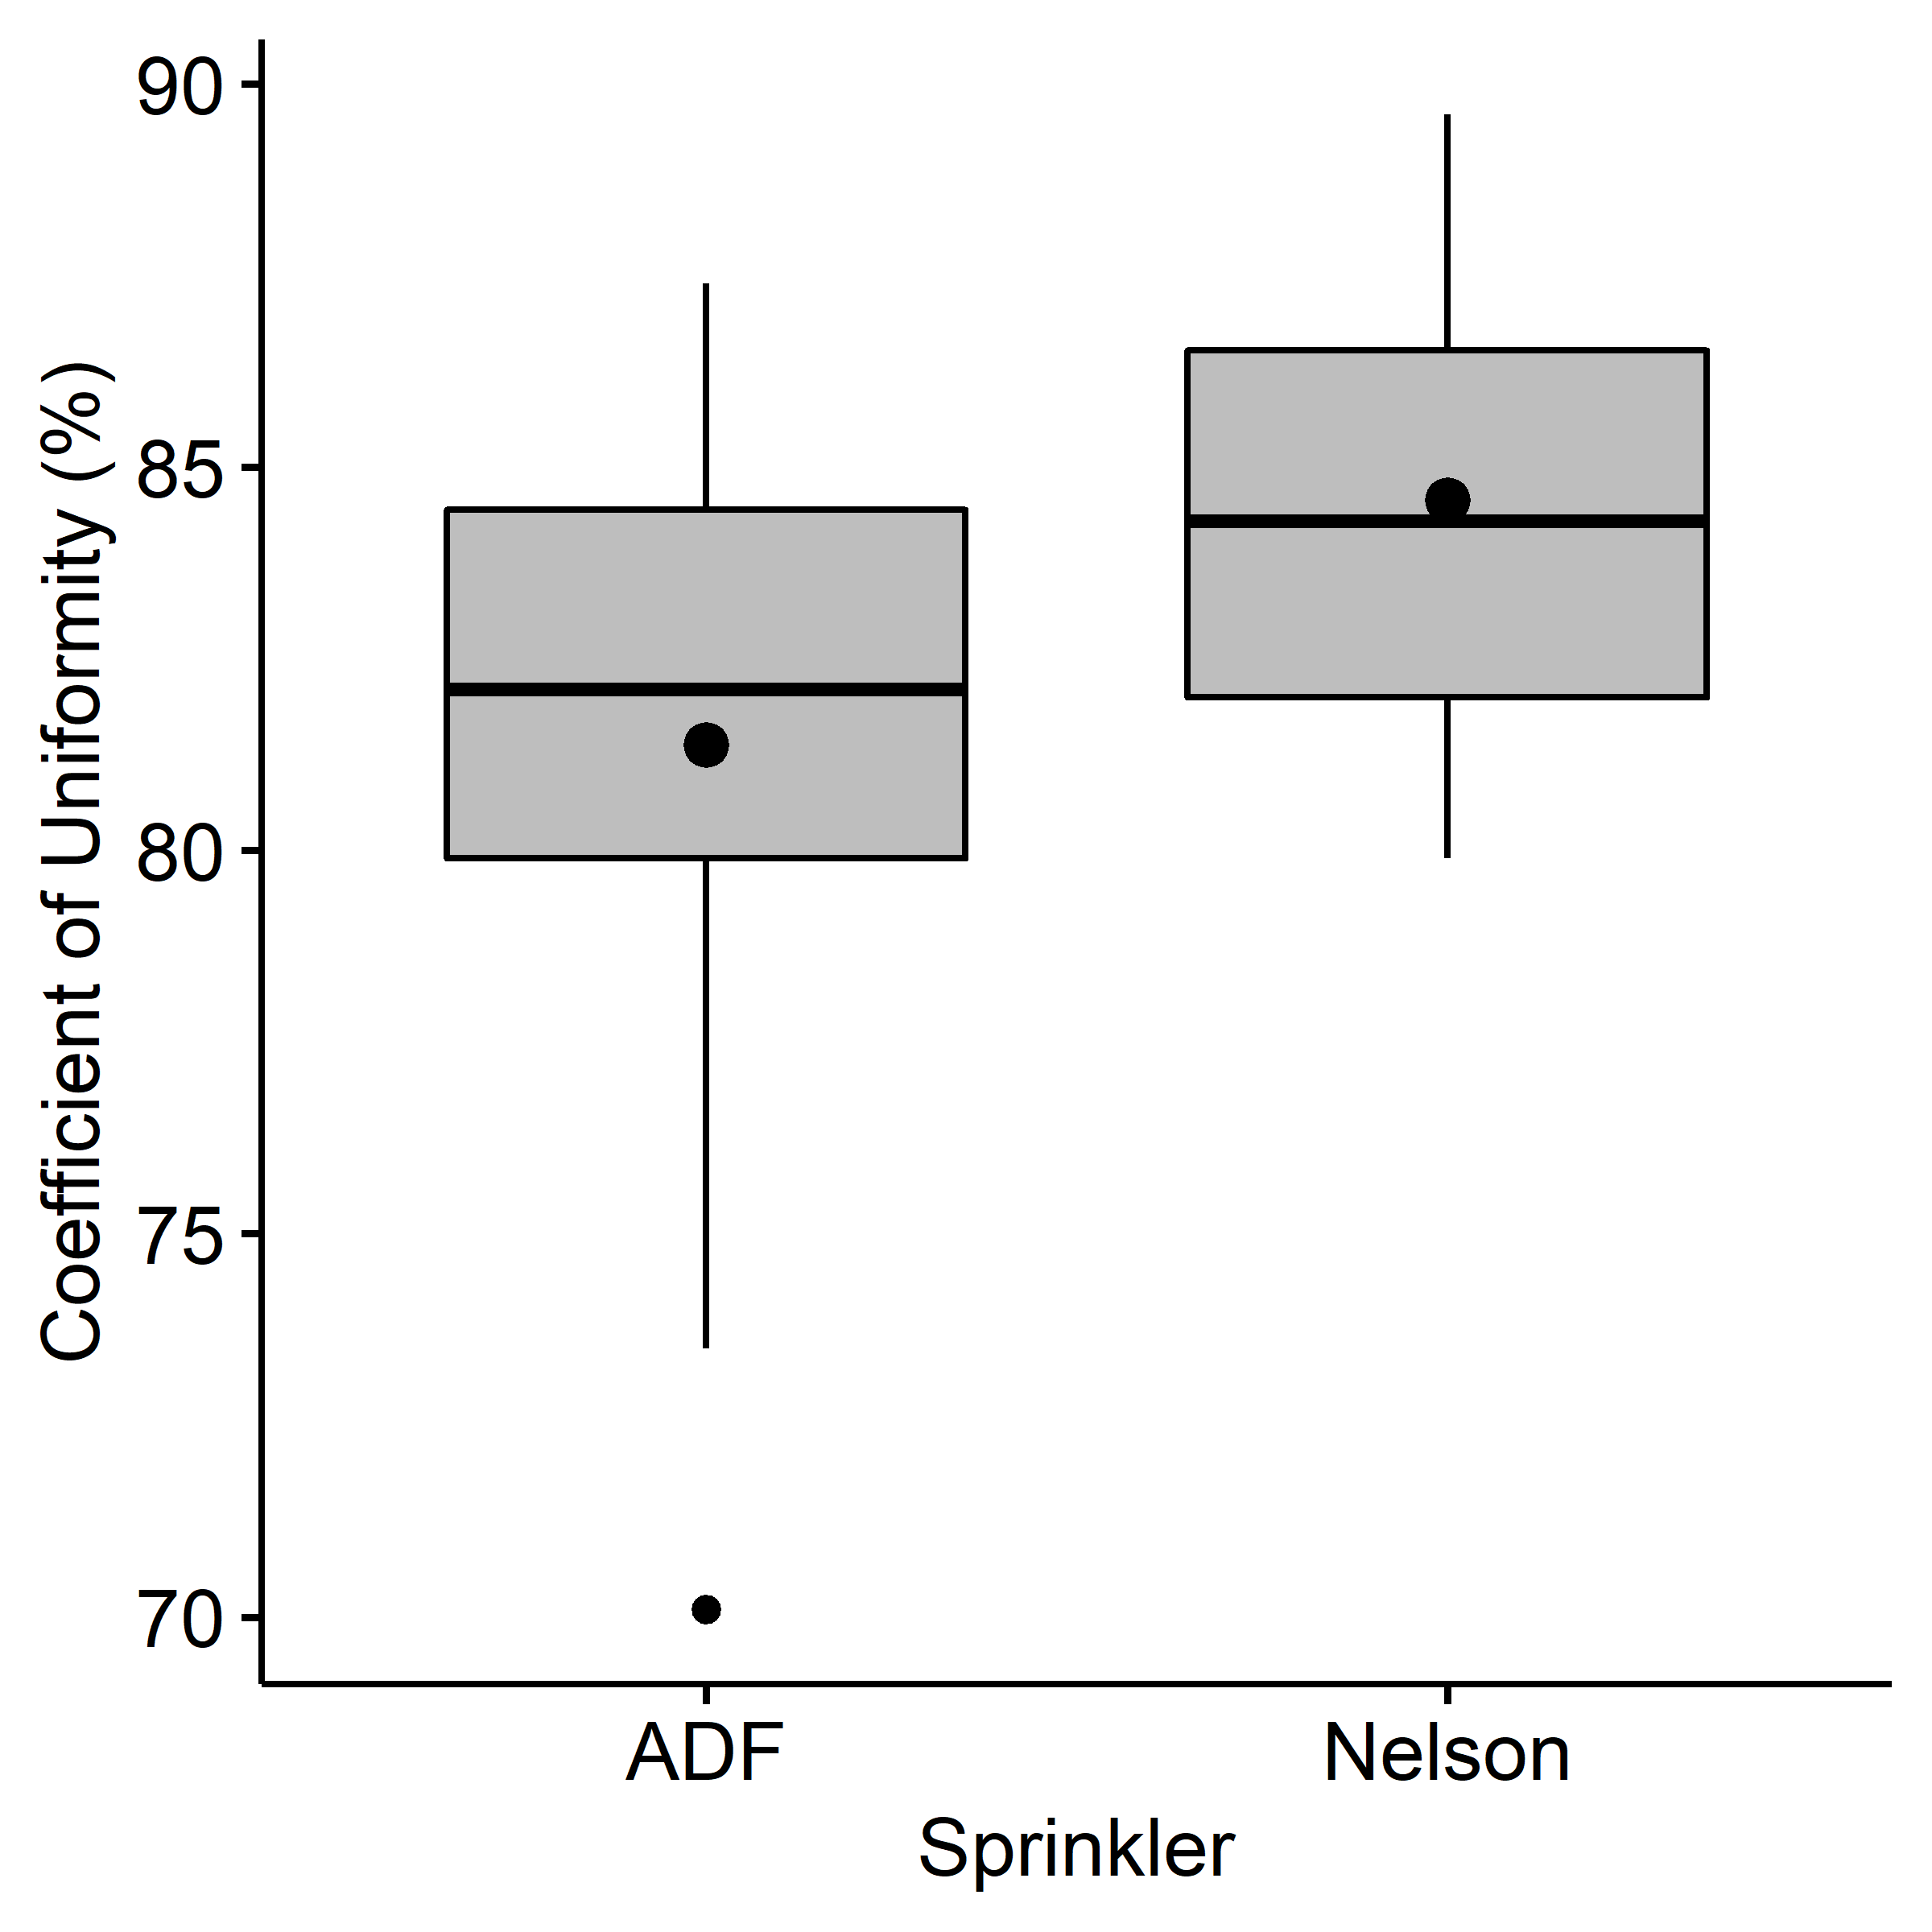 Coefficient of Uniformity (%)
90
85
80
75
70
ADF
Nelson
Sprinkler